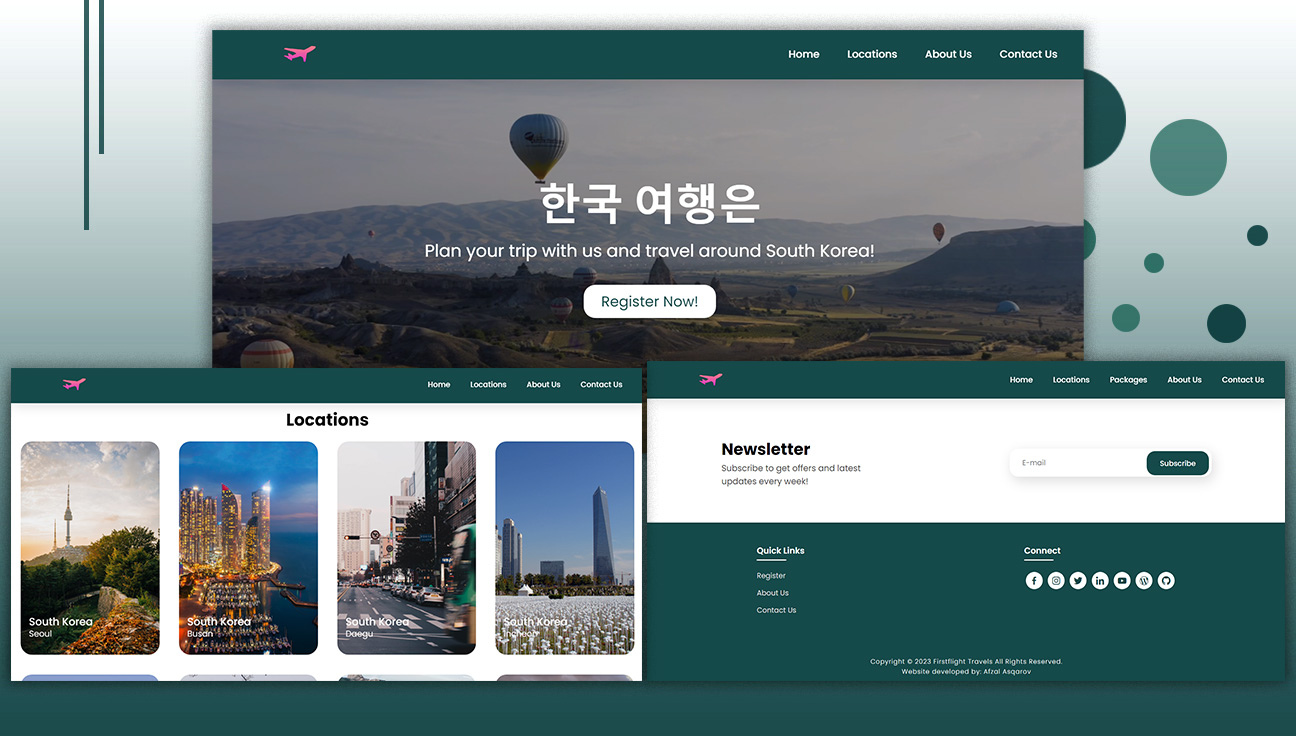 Home Locations About Us Contact Us
한국 여행은
Plan your trip with us and travel around South Korea!
Register Now!
Home Locations About Us Contact Us
Locations
South Korea
Seoul
South Korea
Busan
South Korea
Daegu
South Korea
Incheon
Home Locations Packages About Us Contact Us
Newsletter
Subscribe to get offers and latest
updates every week!
E-mail
Subscribe
Quick Links
Register
About Us
Contact Us
Connect
Copyright © 2023 Firstflight Travels All Rights Reserved.
Website developed by: Afzal Asqarov